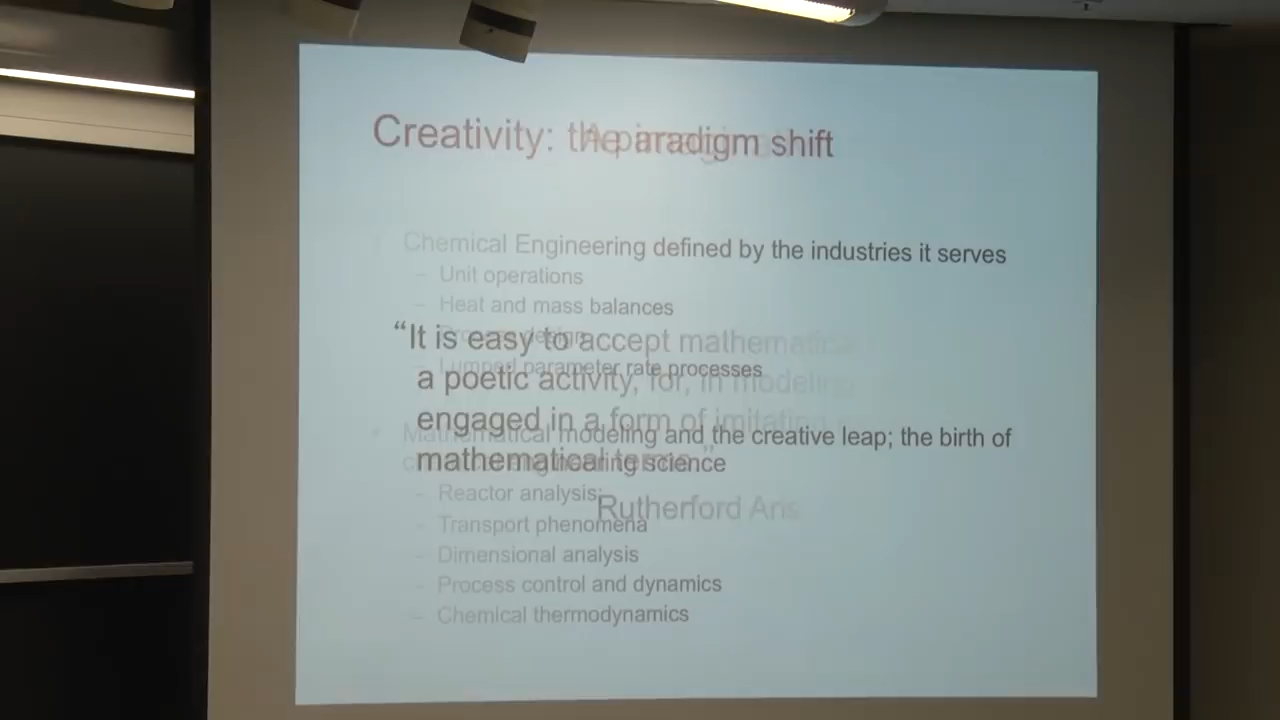 Creativity: the paradigm shift
Chemical Engineering defined by the industries it serves
– Unit operations
– Heat and mass balances
– Process design
– Lumped parameter rate processes
• Mathematical modeling and the creative leap; the birth of
engineering science
– Reactor analysis
– Transport phenomena
– Dimensional analysis
– Process control and dynamics
– Chemical thermodynamics
“It is easy to accept mathematical
a poetic activity, for, in modeling
engaged in a form of imitation
mathematical terms.”
Rutherford Aris